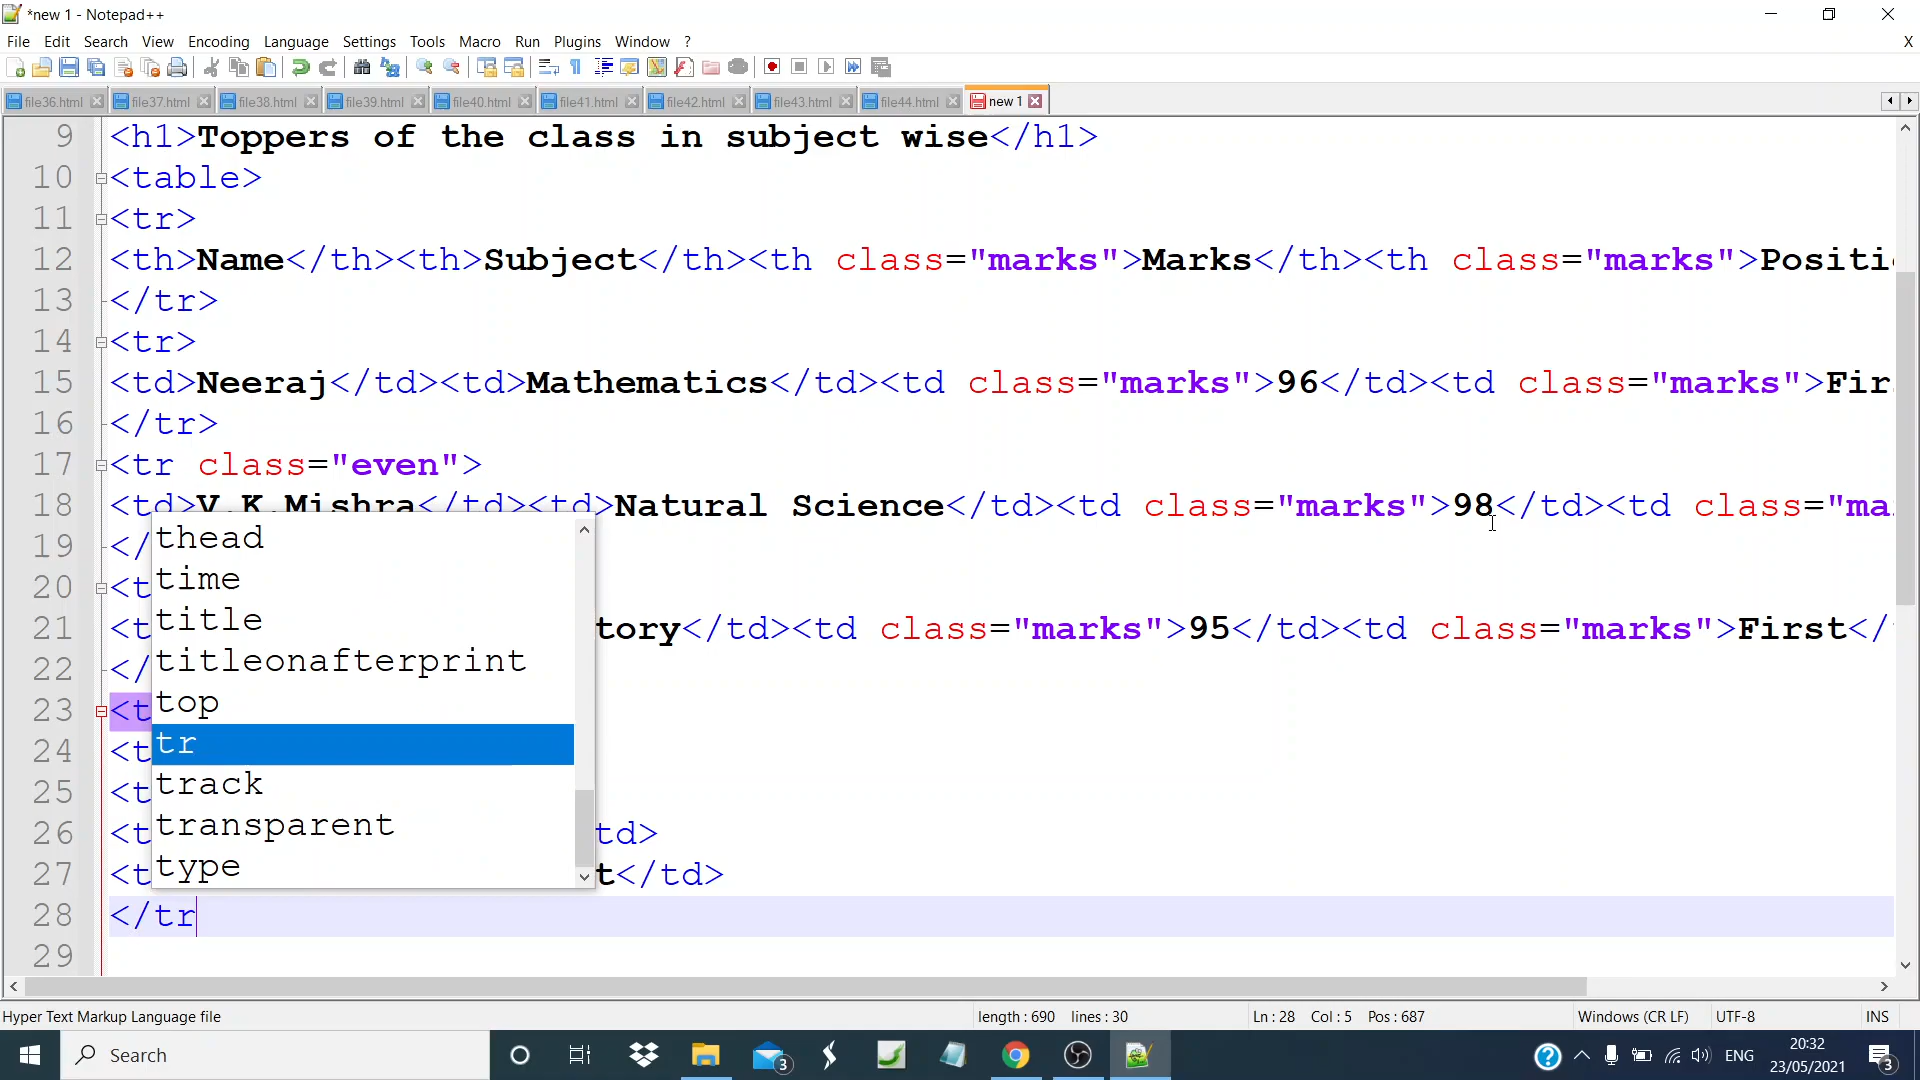 *new 1 - Notepad++
File Edit Search View Encoding Language Settings Tools Macro Run Plugins Window ? X
file36.html file37.html file38.html file39.html file40.html file41.html file42.html file43.html file44.html new 1
9 <h1>Toppers of the class in subject wise</h1>
10 <table>
11 <tr>
12 <th>Name</th><th>Subject</th><th class="marks">Marks</th><th class="marks">Positi
13 </tr>
14 <tr>
15 <td>Neeraj</td><td>Mathematics</td><td class="marks">96</td><td class="marks">Fir
16 </tr>
17 <tr class="even">
18 <td>V.K.Mishra</td><td>Natural Science</td><td class="marks">98</td><td class="ma
19 </
20 <t
21 <t tory</td><td class="marks">95</td><td class="marks">First</
22 </
23 <t
24 <t
25 <t
26 <t td>
27 <t t</td>
28 </tr
29
thead
time
title
titleonafterprint
top
tr
track
transparent
type
Hyper Text Markup Language file length : 690 lines : 30 Ln : 28 Col : 5 Pos : 687 Windows (CR LF) UTF-8 INS
Search 3 ENG 20:32 3
23/05/2021